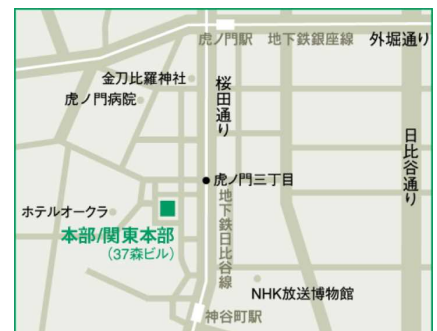 虎ノ門駅 地下鉄銀座線 外堀通り
金刀比羅神社
虎ノ門病院
桜田通り
日比谷通り
虎ノ門三丁目
地下鉄日比谷線
ホテルオークラ
本部/関東本部
(37森ビル)
NHK放送博物館
神谷町駅